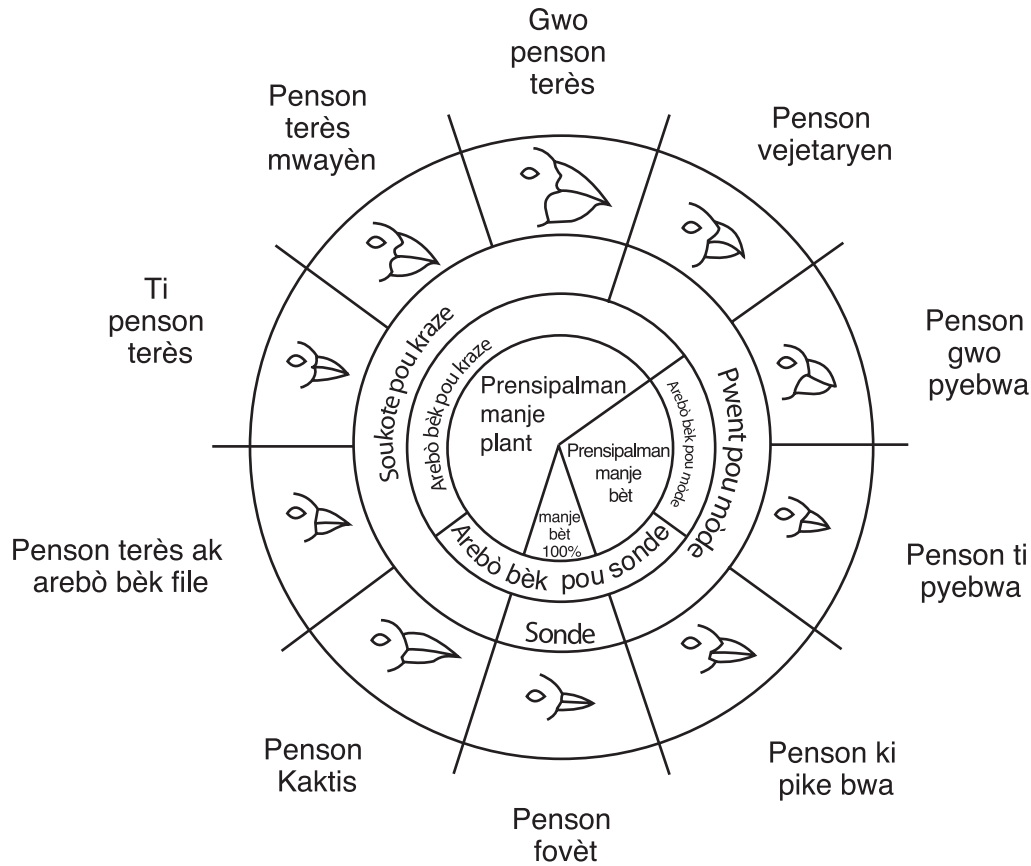 Gwo
penson
terès
Penson
vejetaryen
Penson
gwo
pyebwa
Penson ti
pyebwa
Penson ki
pike bwa
Penson
fovèt
Penson
Kaktis
Penson terès ak
arebò bèk file
Ti
penson
terès
Penson
terès
mwayèn
Soukote pou kraze
Pwent pou mòde
Sonde
Arebò bèk pou kraze
Arebò bèk pou mòde
Arebò bèk pou sonde
Prensipalman
manje
plant
Prensipalman
manje
bèt
manje
bèt
100%